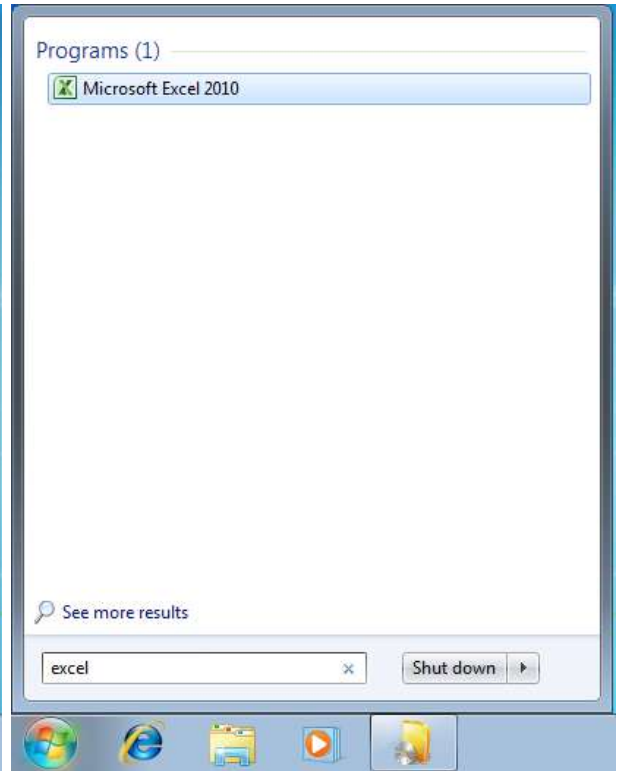 Programs (1)
Microsoft Excel 2010
See more results
excel
Shut down